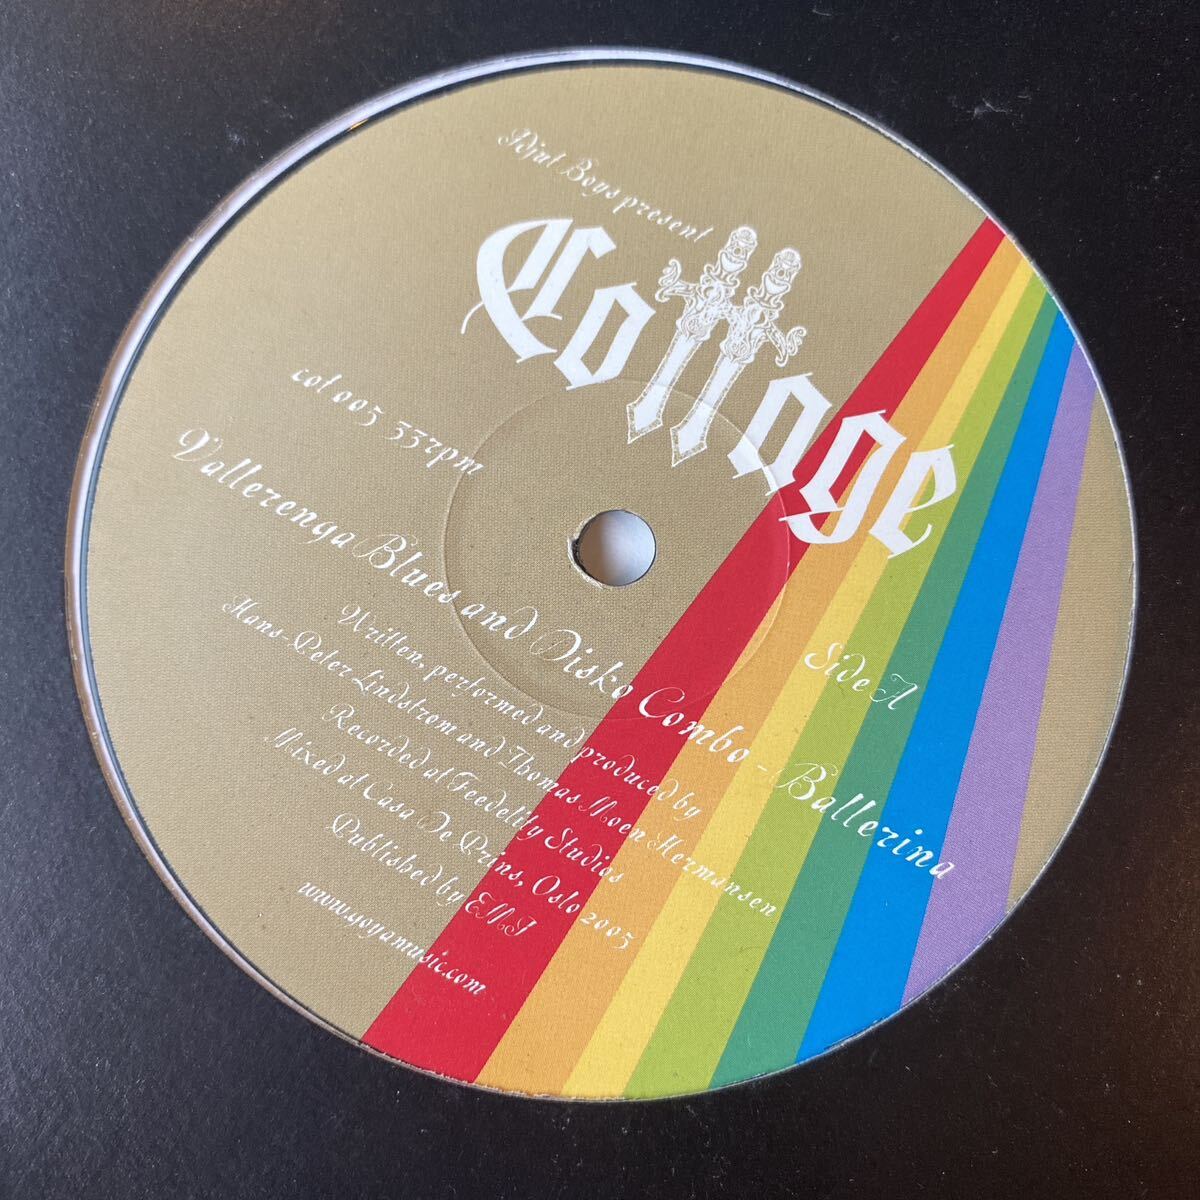 Idjut Boys present
Cottage
col 005 33rpm
Side A
Vallerenga Blues and Disko Combo - Ballerina
Written, performed and produced by
Hans-Peter Lindstrom and Thomas Moen Hermansen
Recorded at Feedelity Studios
Mixed at Casa De Prins, Oslo 2005
Published by EMI
www.yoyamusic.com